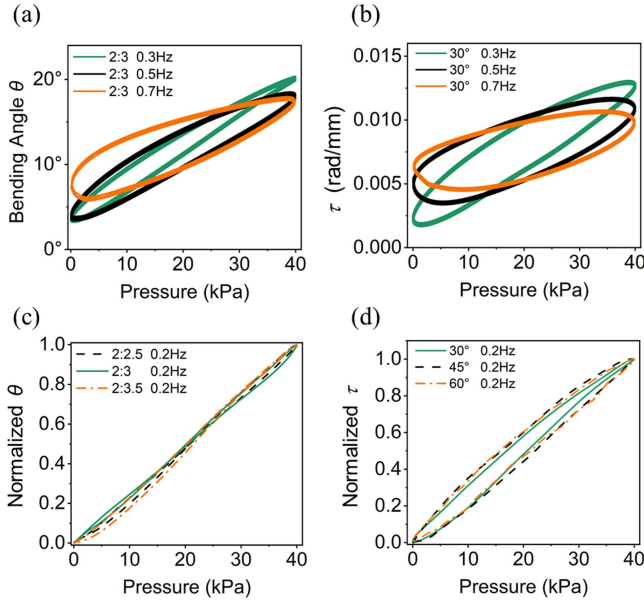 (a)
2:3 0.3Hz
2:3 0.5Hz
2:3 0.7Hz
20°
10°
0°
Bending Angle θ
0 10 20 30 40
Pressure (kPa)
(b)
30° 0.3Hz
30° 0.5Hz
30° 0.7Hz
0.015
0.010
0.005
0.000
τ (rad/mm)
0 10 20 30 40
Pressure (kPa)
(c)
2:2.5 0.2Hz
2:3 0.2Hz
2:3.5 0.2Hz
1.0
0.8
0.6
0.4
0.2
0.0
Normalized θ
0 10 20 30 40
Pressure (kPa)
(d)
30° 0.2Hz
45° 0.2Hz
60° 0.2Hz
1.0
0.8
0.6
0.4
0.2
0.0
Normalized τ
0 10 20 30 40
Pressure (kPa)